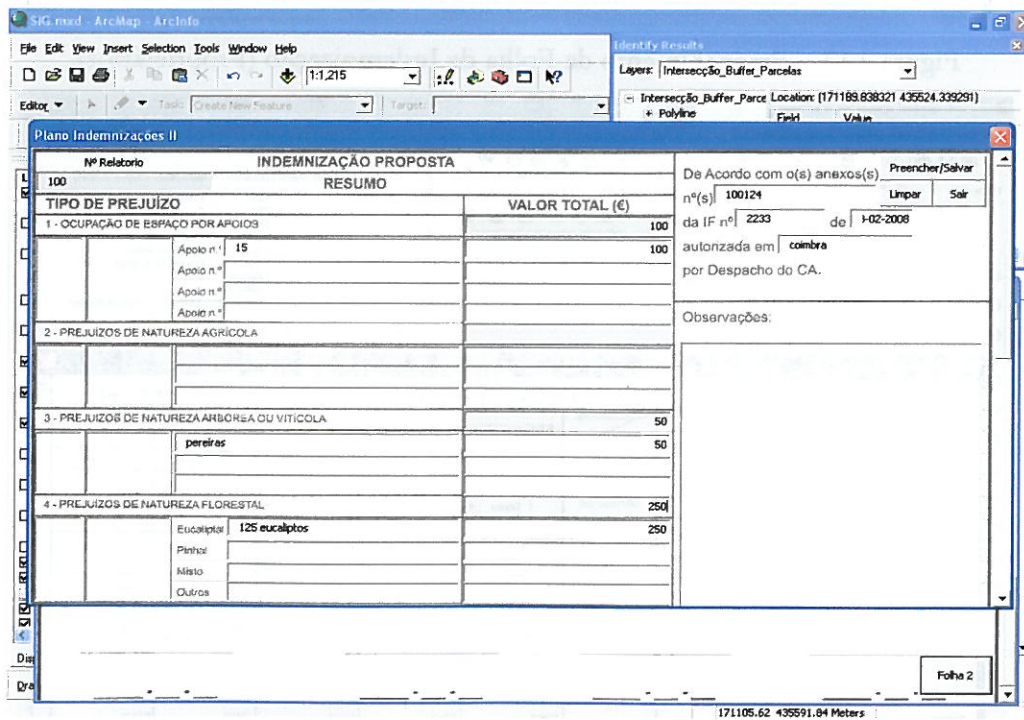 SIG.mxd - ArcMap - ArcInfo
File Edit View Insert Selection Tools Window Help
1:1,215
Editor Task: Create New Feature Target:
Identify Results
Layers: Intersecção_Buffer_Parcelas
Intersecção_Buffer_Parce Location: (171189.838321 435524.339291)
Polyline Field Value
Plano Indemnizações II
Nº Relatorio INDEMNIZAÇÃO PROPOSTA
100 RESUMO
TIPO DE PREJUÍZO VALOR TOTAL (€)
1 - OCUPAÇÃO DE ESPAÇO POR APOIOS 100
Apoio n.º 15 100
Apoio n.º
Apoio n.º
Apoio n.º
2 - PREJUÍZOS DE NATUREZA AGRÍCOLA
3 - PREJUIZOS DE NATUREZA ARBÓREA OU VITÍCOLA 50
pereiras 50
4 - PREJUÍZOS DE NATUREZA FLORESTAL 250
Eucaliptal 125 eucaliptos 250
Pinhal
Misto
Outros
De Acordo com o(s) anexos(s) Preencher/Salvar
nº(s) 100124 Limpar Sair
da IF nº 2233 de -02-2008
autorizada em coimbra
por Despacho do CA.
Observações:
Folha 2
171105.62 435591.84 Meters